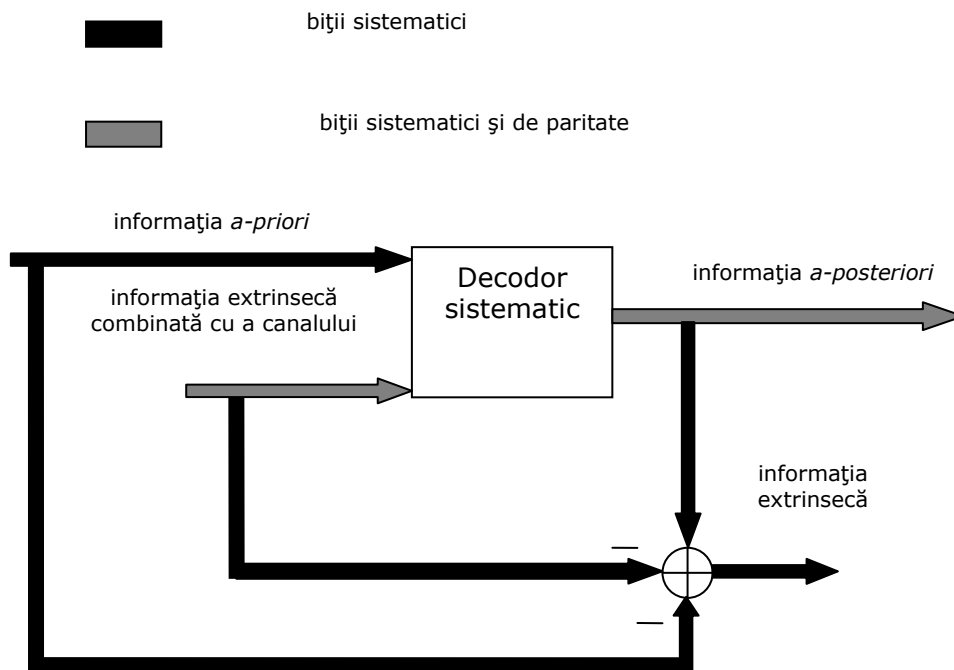 biţii sistematici
biţii sistematici şi de paritate
informaţia a-priori
Decodor
sistematic
informaţia a-posteriori
informaţia extrinsecă
combinată cu a canalului
informaţia
extrinsecă